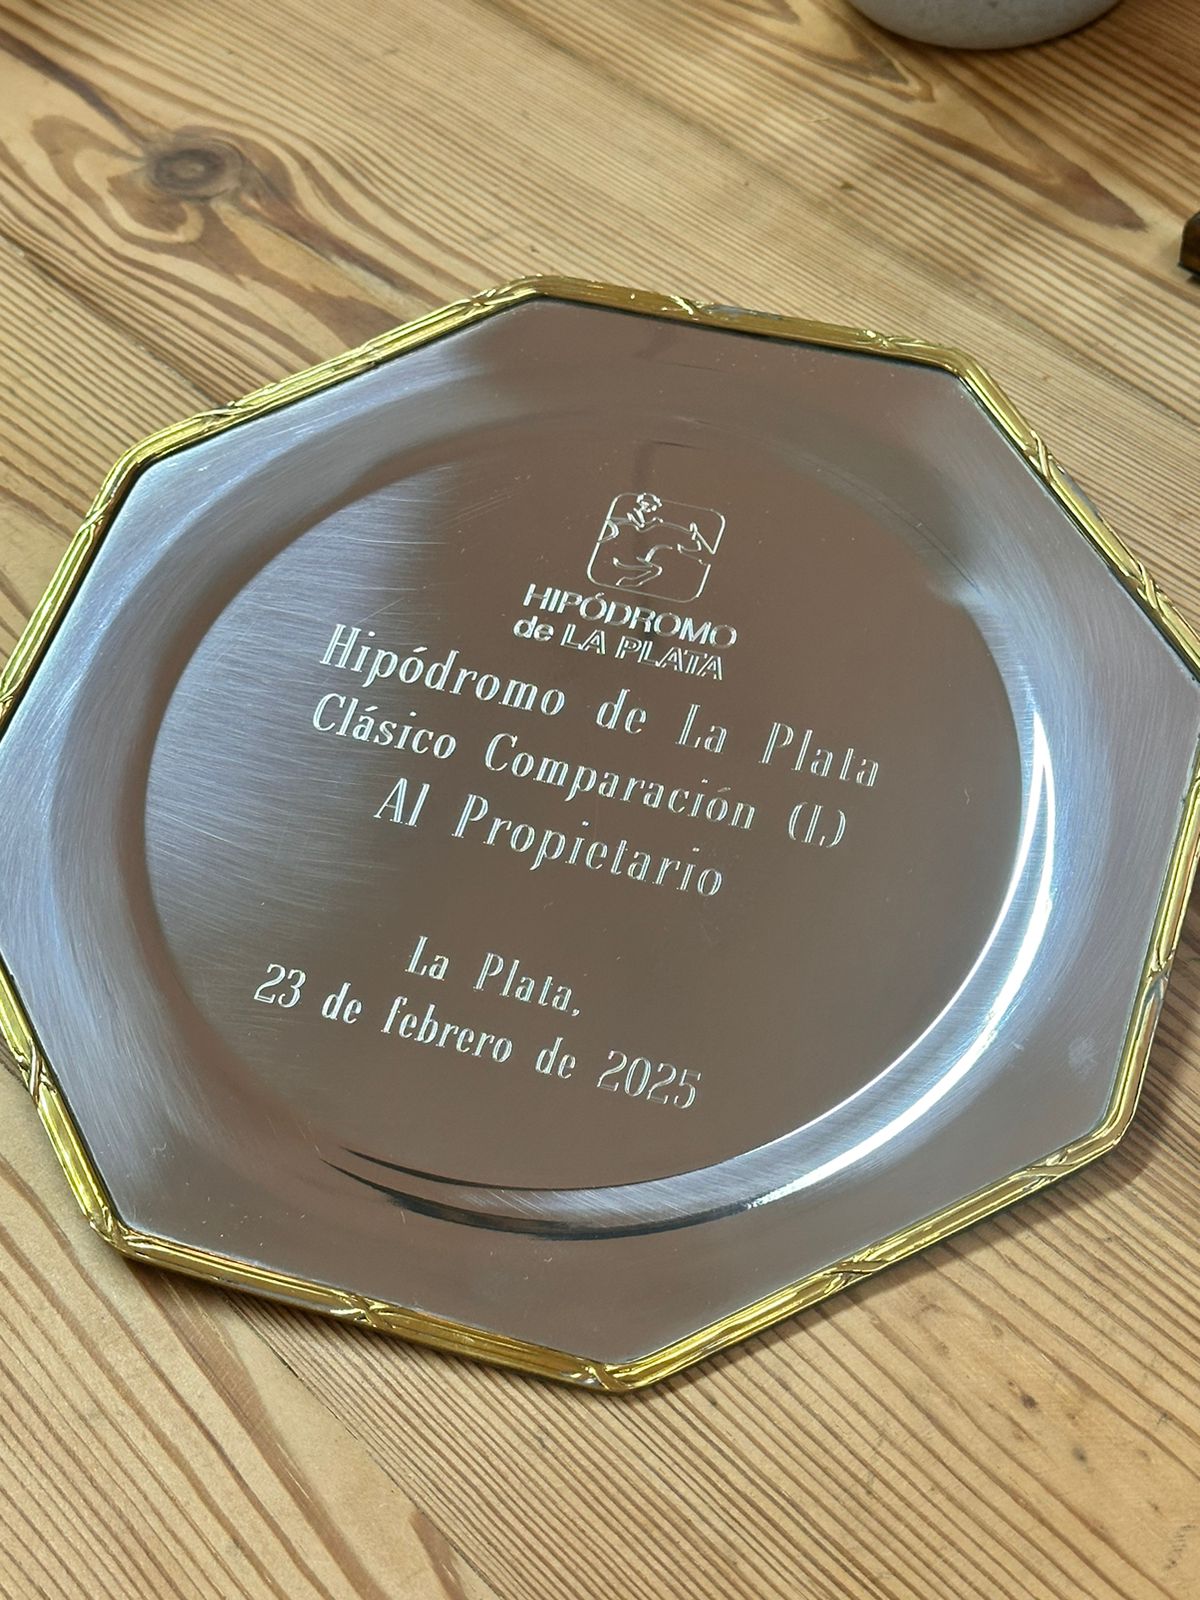 HIPÓDROMO
de LA PLATA
Hipódromo de La Plata
Clásico Comparación (L)
Al Propietario
La Plata,
23 de febrero de 2025